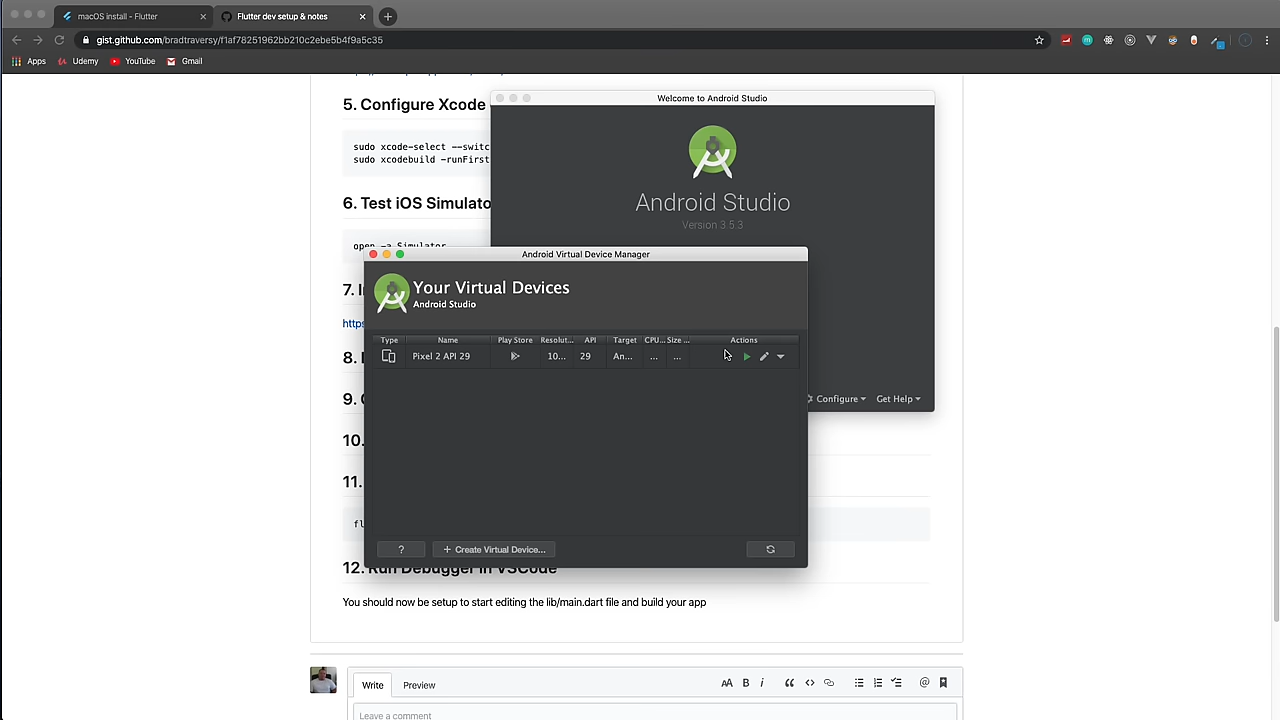 macOS install - Flutter
Flutter dev setup & notes
gist.github.com/bradtraversy/f1af78251962bb210c2ebe5b4f9a5c35
Apps
Udemy
YouTube
Gmail
5. Configure Xcode
sudo xcode-select --switc
sudo xcodebuild -runFirst
6. Test iOS Simulato
open -a Simulator
7. I
https
8. I
9. C
10.
11.
fl
12. Run Debugger in VSCode
You should now be setup to start editing the lib/main.dart file and build your app
Welcome to Android Studio
Android Studio
Version 3.5.3
Configure
Get Help
Android Virtual Device Manager
Your Virtual Devices
Android Studio
Type Name Play Store Resolut... API Target CPU... Size ... Actions
Pixel 2 API 29 10... 29 An... ... ...
?
+ Create Virtual Device...
Write
Preview
AA B i
Leave a comment